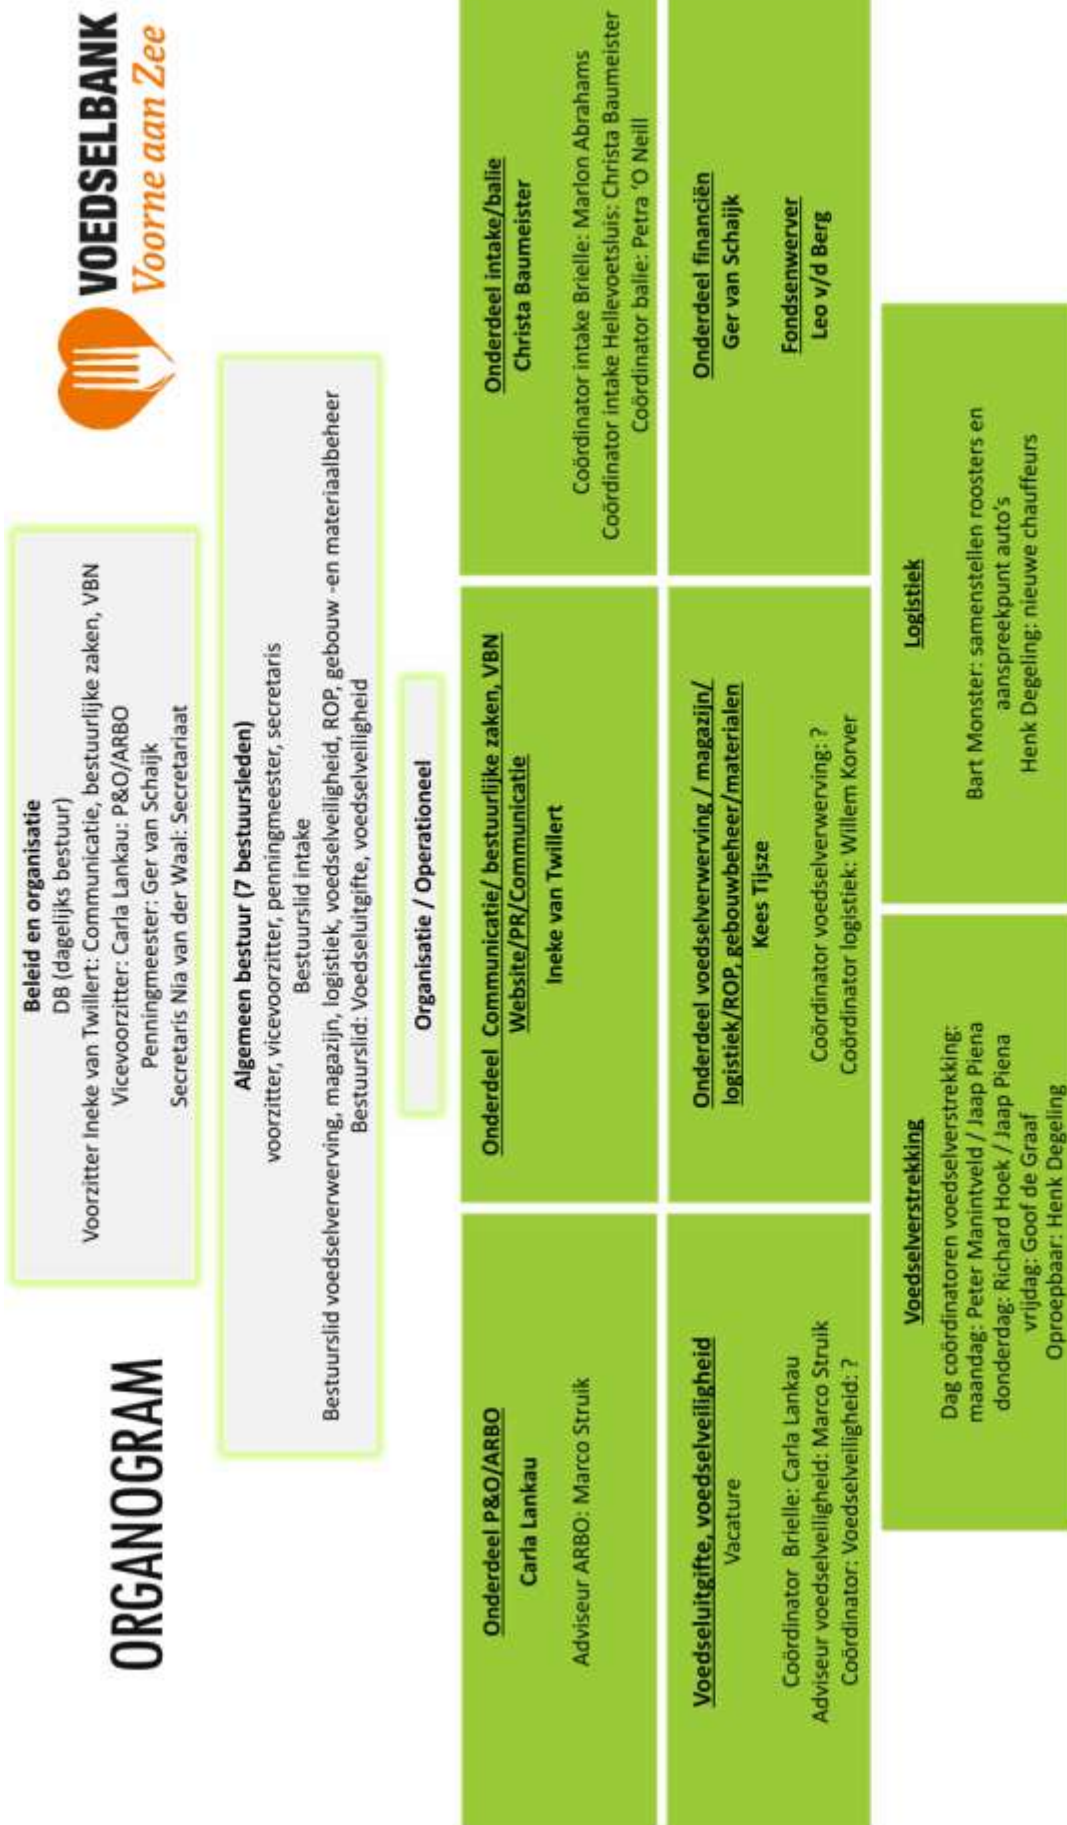 ORGANOGRAM
VOEDSELBANK
Voorne aan Zee
Beleid en organisatie
DB (dagelijks bestuur)
Voorzitter Ineke van Twillert: Communicatie, bestuurlijke zaken, VBN
Vicevoorzitter: Carla Lankau: P&O/ARBO
Penningmeester: Ger van Schaijk
Secretaris Nia van der Waal: Secretariaat
Algemeen bestuur (7 bestuursleden)
voorzitter, vicevoorzitter, penningmeester, secretaris
Bestuurslid intake
Bestuurslid voedselverwerving, magazijn, logistiek, voedselveiligheid, ROP, gebouw -en materiaalbeheer
Bestuurslid: Voedseluitgifte, voedselveiligheid
Organisatie / Operationeel
Onderdeel P&O/ARBO
Carla Lankau
Adviseur ARBO: Marco Struik
Onderdeel Communicatie/ bestuurlijke zaken, VBN
Website/PR/Communicatie
Ineke van Twillert
Onderdeel intake/balie
Christa Baumeister
Coördinator intake Brielle: Marlon Abrahams
Coördinator intake Hellevoetsluis: Christa Baumeister
Coördinator balie: Petra ‘O Neill
Voedseluitgifte, voedselveiligheid
Vacature
Coördinator Brielle: Carla Lankau
Adviseur voedselveiligheid: Marco Struik
Coördinator: Voedselveiligheid: ?
Onderdeel voedselverwerving / magazijn/
logistiek/ROP, gebouwbeheer/materialen
Kees Tijsze
Coördinator voedselverwerving: ?
Coördinator logistiek: Willem Korver
Onderdeel financiën
Ger van Schaijk
Fondsenwerver
Leo v/d Berg
Voedselverstrekking
Dag coördinatoren voedselverstrekking:
maandag: Peter Manintveld / Jaap Piena
donderdag: Richard Hoek / Jaap Piena
vrijdag: Goof de Graaf
Oproepbaar: Henk Degeling
Logistiek
Bart Monster: samenstellen roosters en
aanspreekpunt auto’s
Henk Degeling: nieuwe chauffeurs